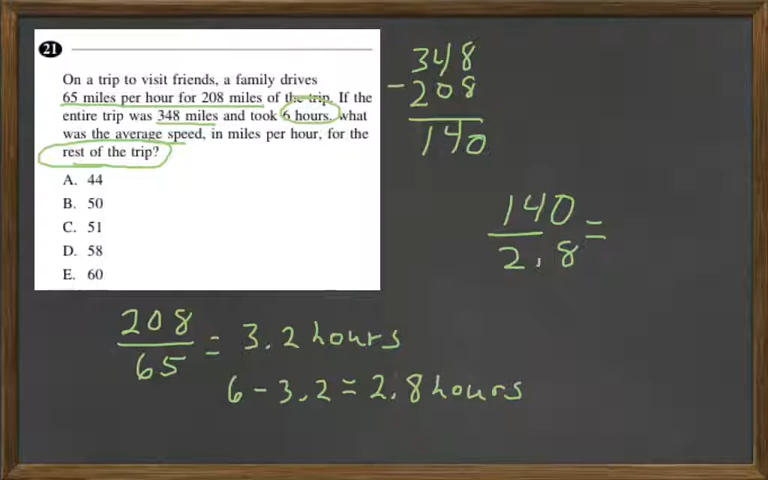 21
On a trip to visit friends, a family drives
65 miles per hour for 208 miles of the trip. If the
entire trip was 348 miles and took 6 hours, what
was the average speed, in miles per hour, for the
rest of the trip?
A. 44
B. 50
C. 51
D. 58
E. 60
348
-208
140
140
2.8
=
208
65
= 3.2 hours
6 - 3.2 = 2.8 hours